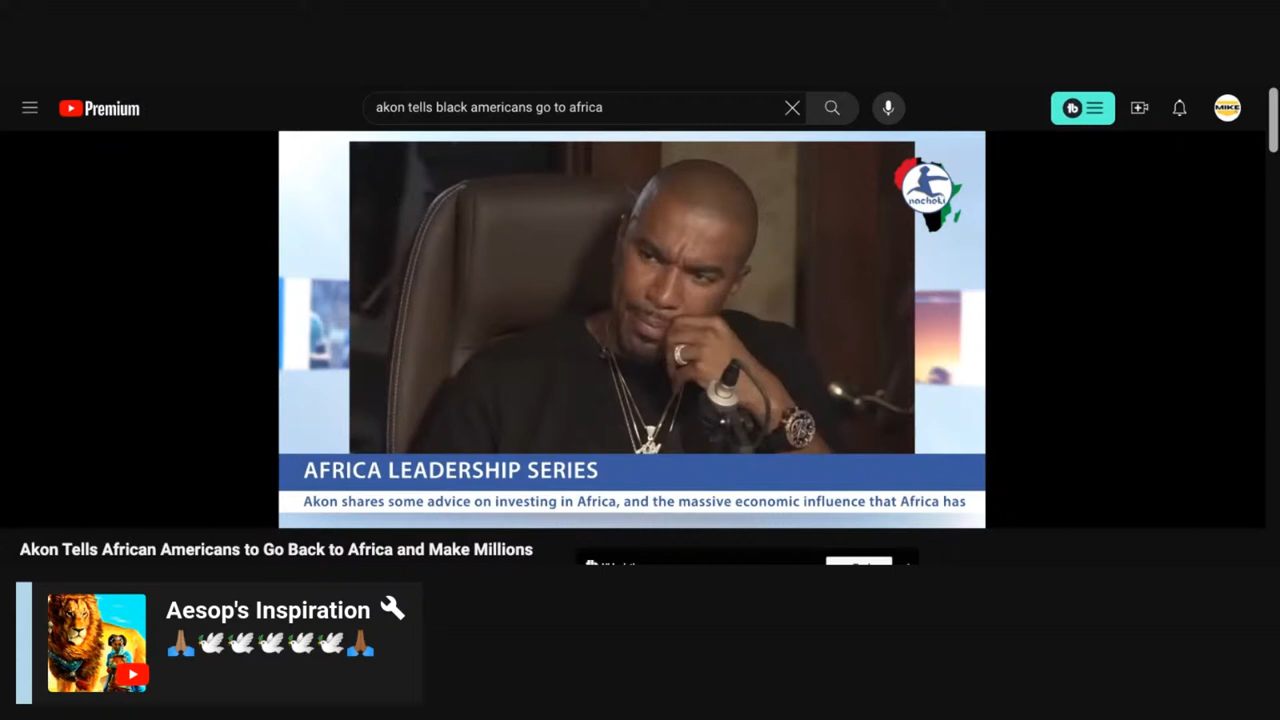 Premium
akon tells black americans go to africa
MIKE
nachoki
AFRICA LEADERSHIP SERIES
Akon shares some advice on investing in Africa, and the massive economic influence that Africa has
Akon Tells African Americans to Go Back to Africa and Make Millions
Aesop's Inspiration 🔧
🙏🏽🕊️🕊️🕊️🕊️🕊️🙏🏽